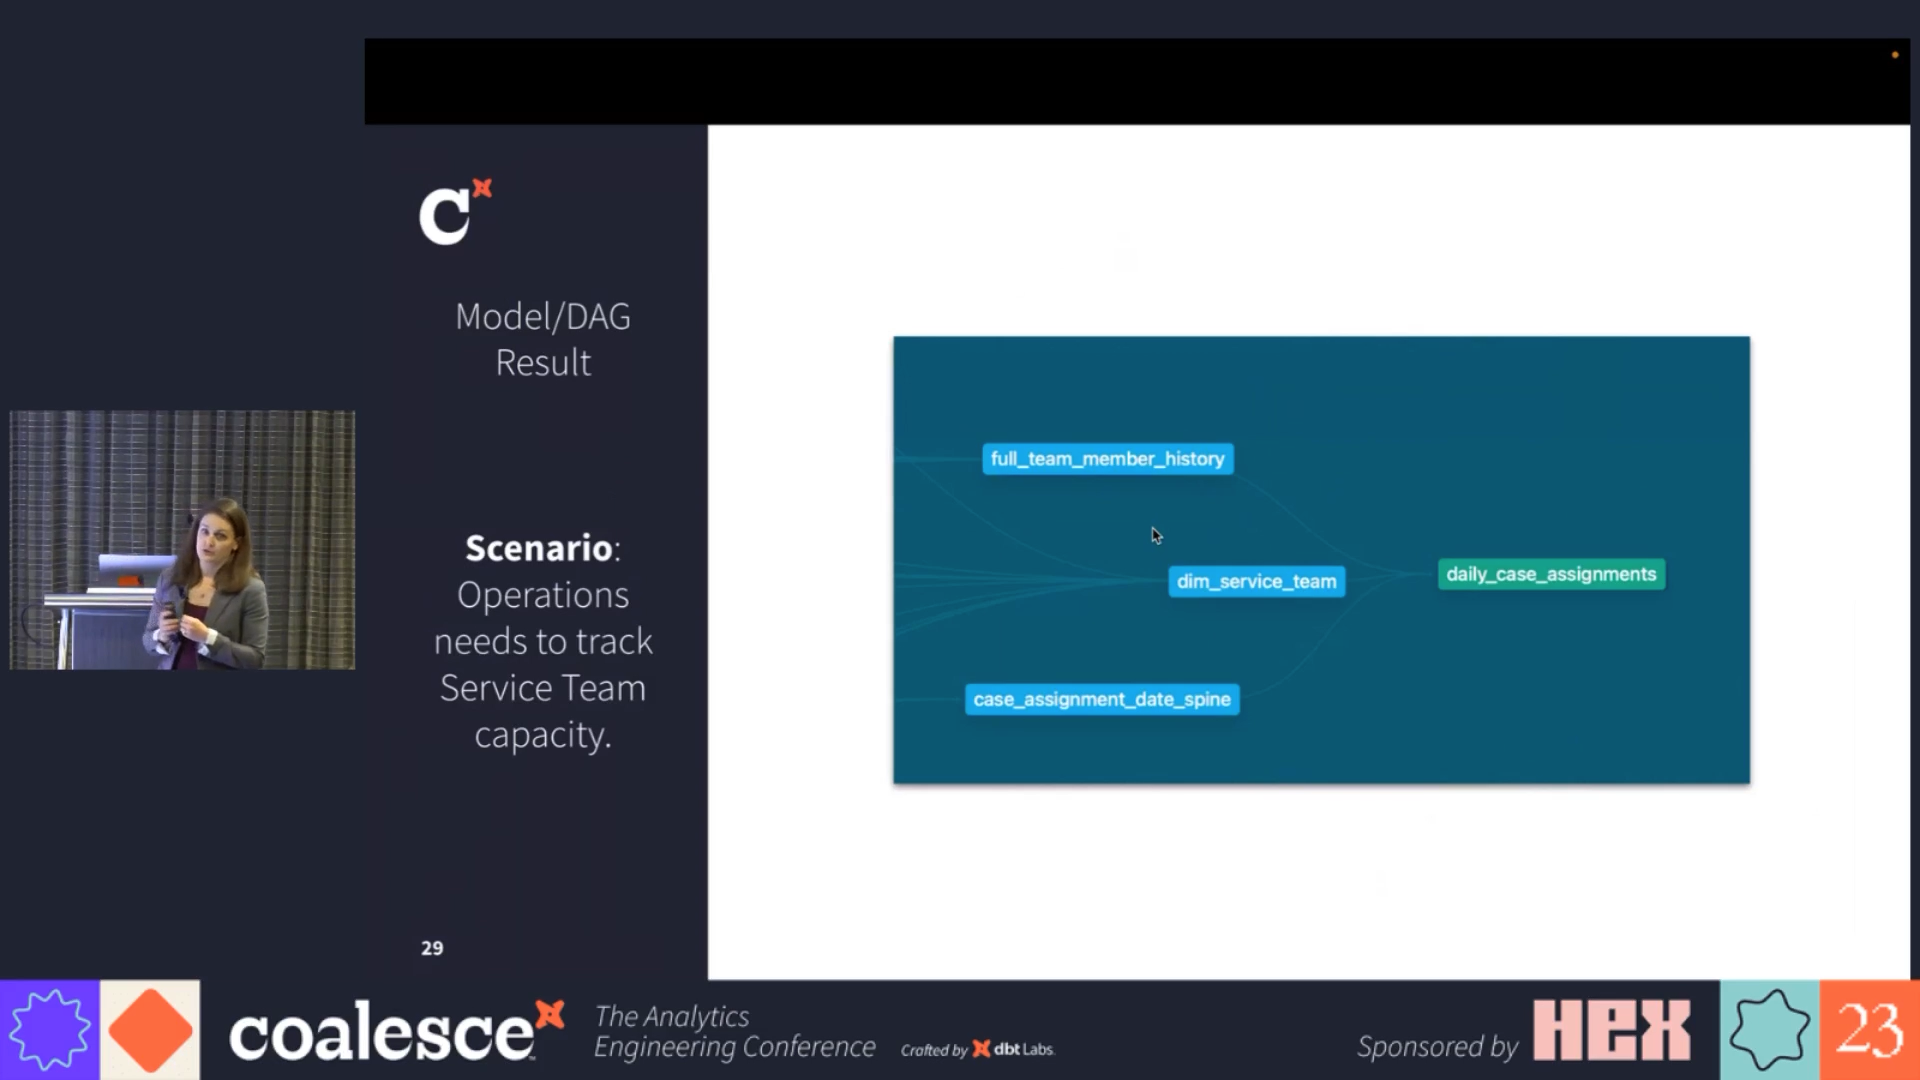 C
Model/DAG
Result
Scenario:
Operations
needs to track
Service Team
capacity.
29
full_team_member_history
dim_service_team
daily_case_assignments
case_assignment_date_spine
coalesce
The Analytics
Engineering Conference
Crafted by dbt Labs
Sponsored by
HEX
23